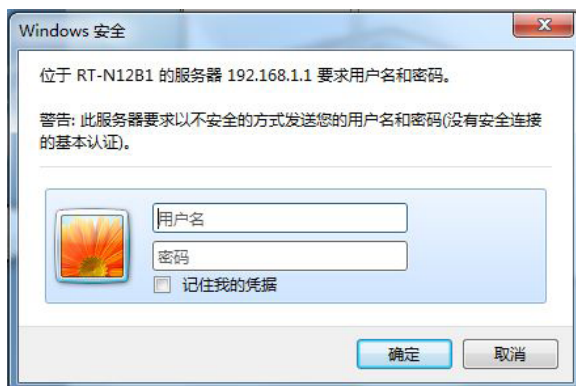 Windows 安全
位于 RT-N12B1 的服务器 192.168.1.1 要求用户名和密码。
警告: 此服务器要求以不安全的方式发送您的用户名和密码(没有安全连接
的基本认证)。
用户名
密码
记住我的凭据
确定
取消